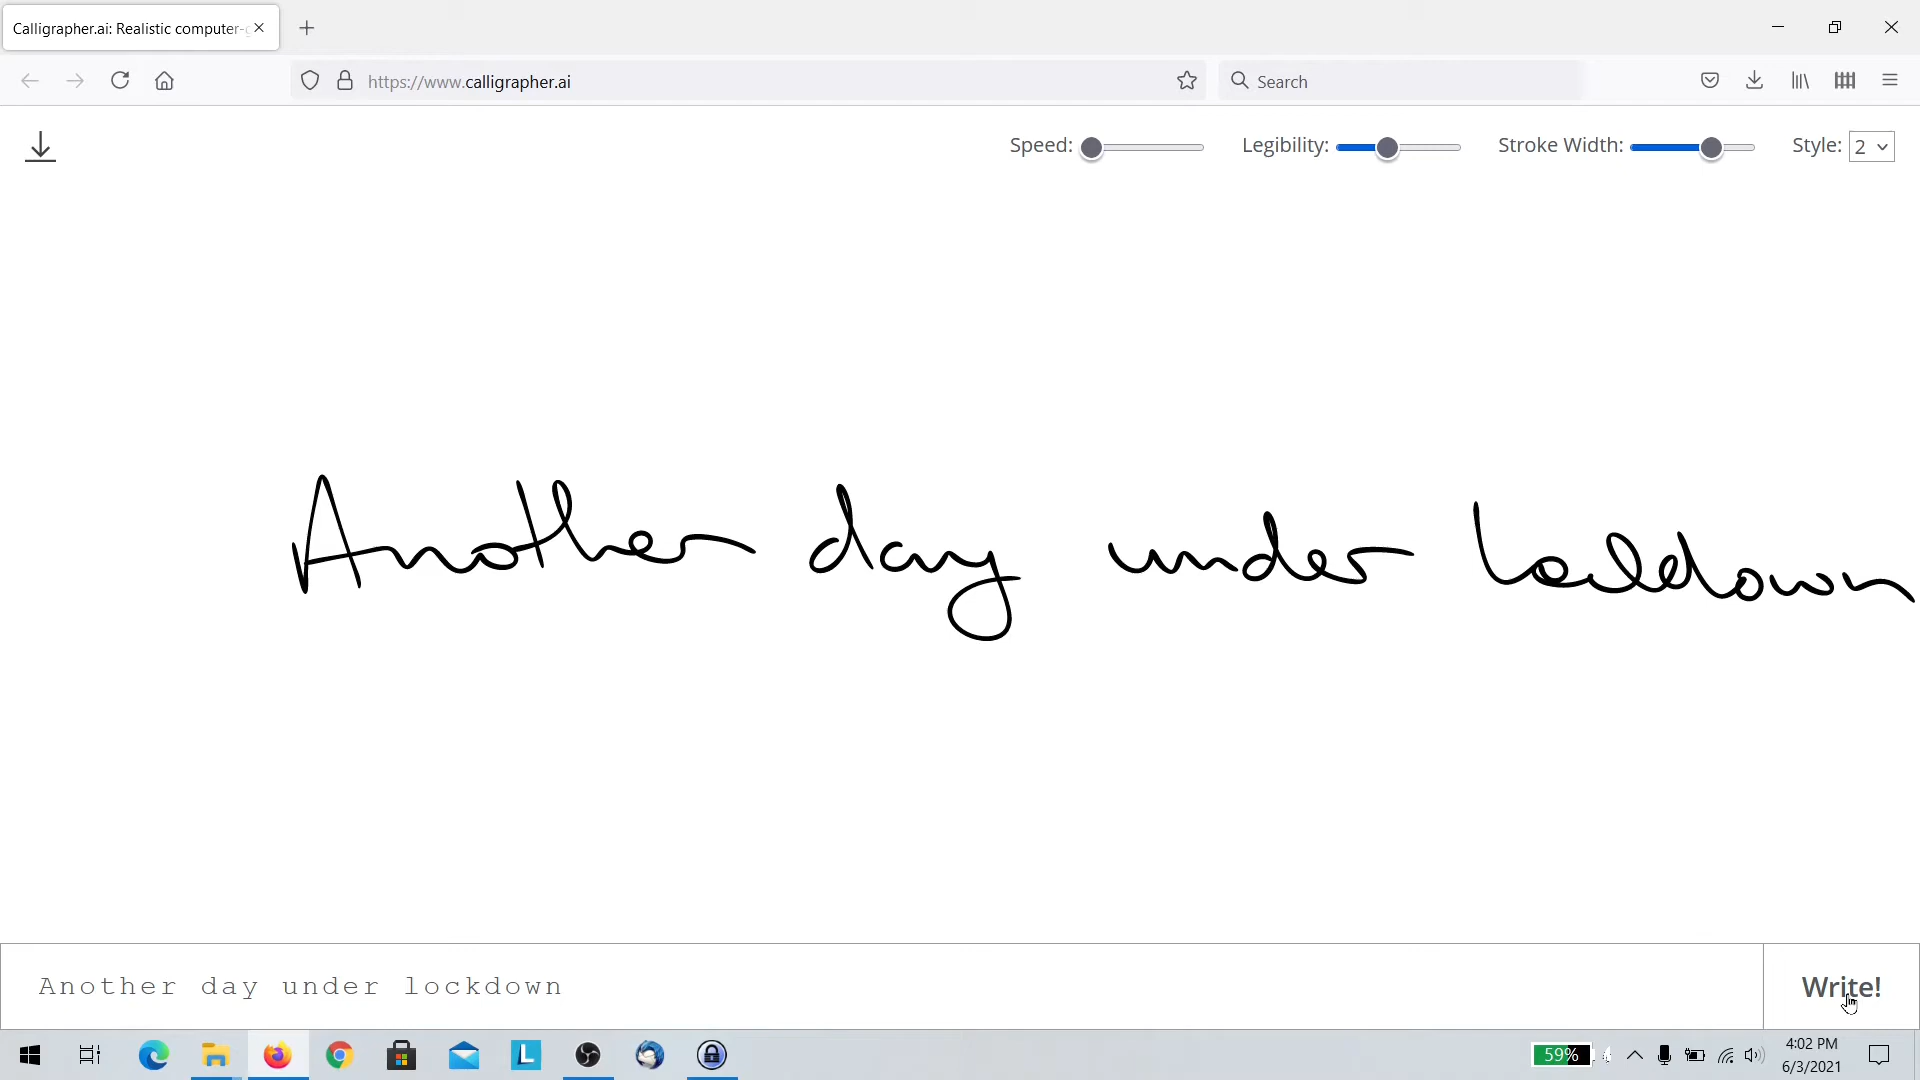 Calligrapher.ai: Realistic computer-g
https://www.calligrapher.ai
Search
Speed:
Legibility:
Stroke Width:
Style: 2
Another day under lockdown
Another day under lockdown
Write!
59%
4:02 PM
6/3/2021